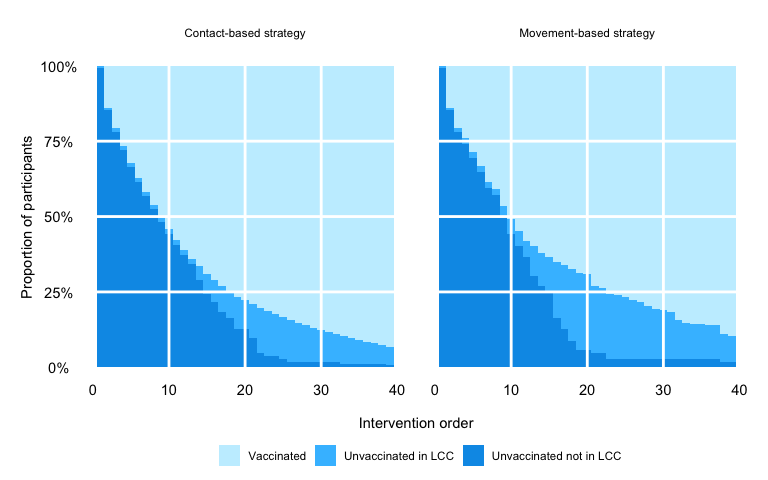 Contact-based strategy Movement-based strategy
100%
75%
50%
25%
0%
Proportion of participants
0 10 20 30 40 0 10 20 30 40
Intervention order
Vaccinated Unvaccinated in LCC Unvaccinated not in LCC